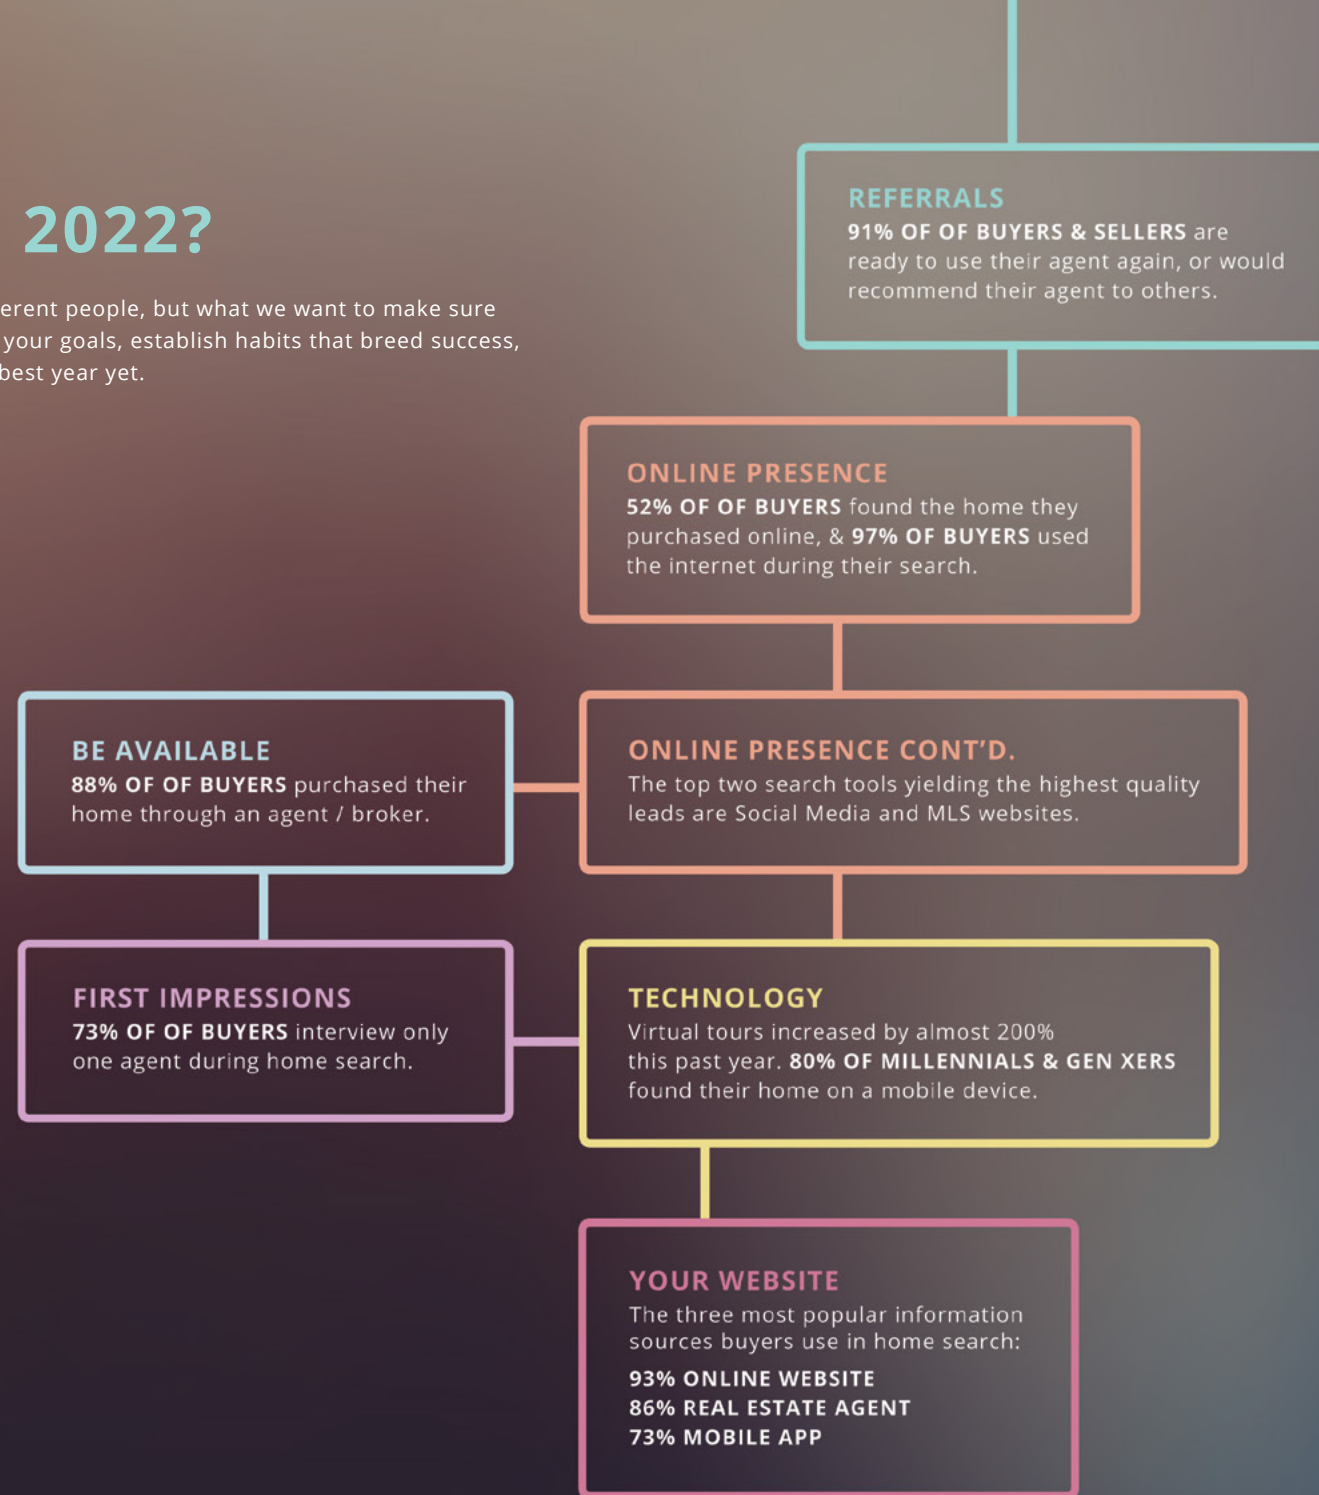 2022?
erent people, but what we want to make sure
your goals, establish habits that breed success,
best year yet.
REFERRALS
91% OF OF BUYERS & SELLERS are
ready to use their agent again, or would
recommend their agent to others.
ONLINE PRESENCE
52% OF OF BUYERS found the home they
purchased online, & 97% OF BUYERS used
the internet during their search.
BE AVAILABLE
88% OF OF BUYERS purchased their
home through an agent / broker.
ONLINE PRESENCE CONT’D.
The top two search tools yielding the highest quality
leads are Social Media and MLS websites.
FIRST IMPRESSIONS
73% OF OF BUYERS interview only
one agent during home search.
TECHNOLOGY
Virtual tours increased by almost 200%
this past year. 80% OF MILLENNIALS & GEN XERS
found their home on a mobile device.
YOUR WEBSITE
The three most popular information
sources buyers use in home search:
93% ONLINE WEBSITE
86% REAL ESTATE AGENT
73% MOBILE APP